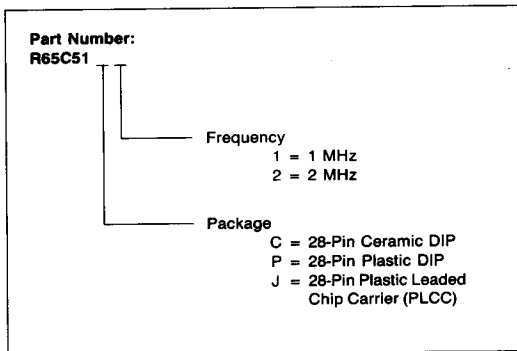 Part Number:
R65C51 _ _
Frequency
1 = 1 MHz
2 = 2 MHz
Package
C = 28-Pin Ceramic DIP
P = 28-Pin Plastic DIP
J = 28-Pin Plastic Leaded
Chip Carrier (PLCC)